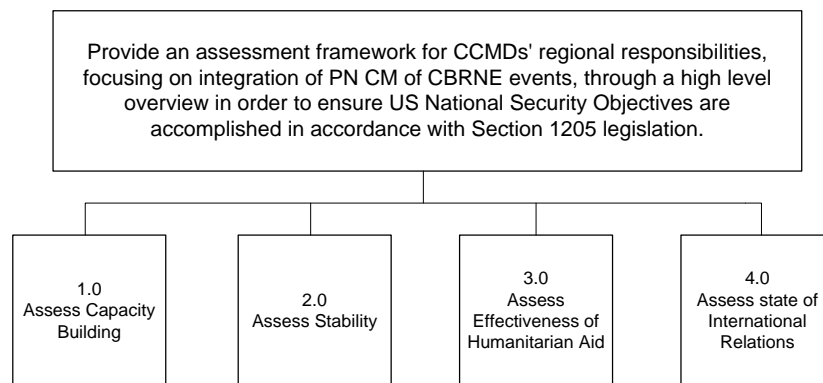 Provide an assessment framework for CCMDs' regional responsibilities,
focusing on integration of PN CM of CBRNE events, through a high level
overview in order to ensure US National Security Objectives are
accomplished in accordance with Section 1205 legislation.
1.0
Assess Capacity
Building
2.0
Assess Stability
3.0
Assess
Effectiveness of
Humanitarian Aid
4.0
Assess state of
International
Relations